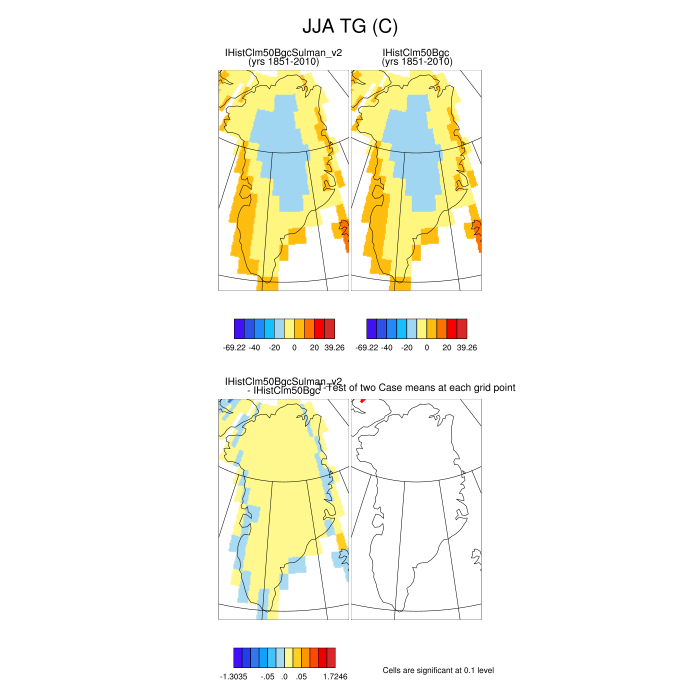 JJA TG (C)
IHistClm50BgcSulman_v2
(yrs 1851-2010)
IHistClm50Bgc
(yrs 1851-2010)
-69.22 -40 -20 0 20 39.26
-69.22 -40 -20 0 20 39.26
IHistClm50BgcSulman_v2
- IHistClm50Bgc
T-Test of two Case means at each grid point
-1.3035 -.05 .0 .05 1.7246
Cells are significant at 0.1 level